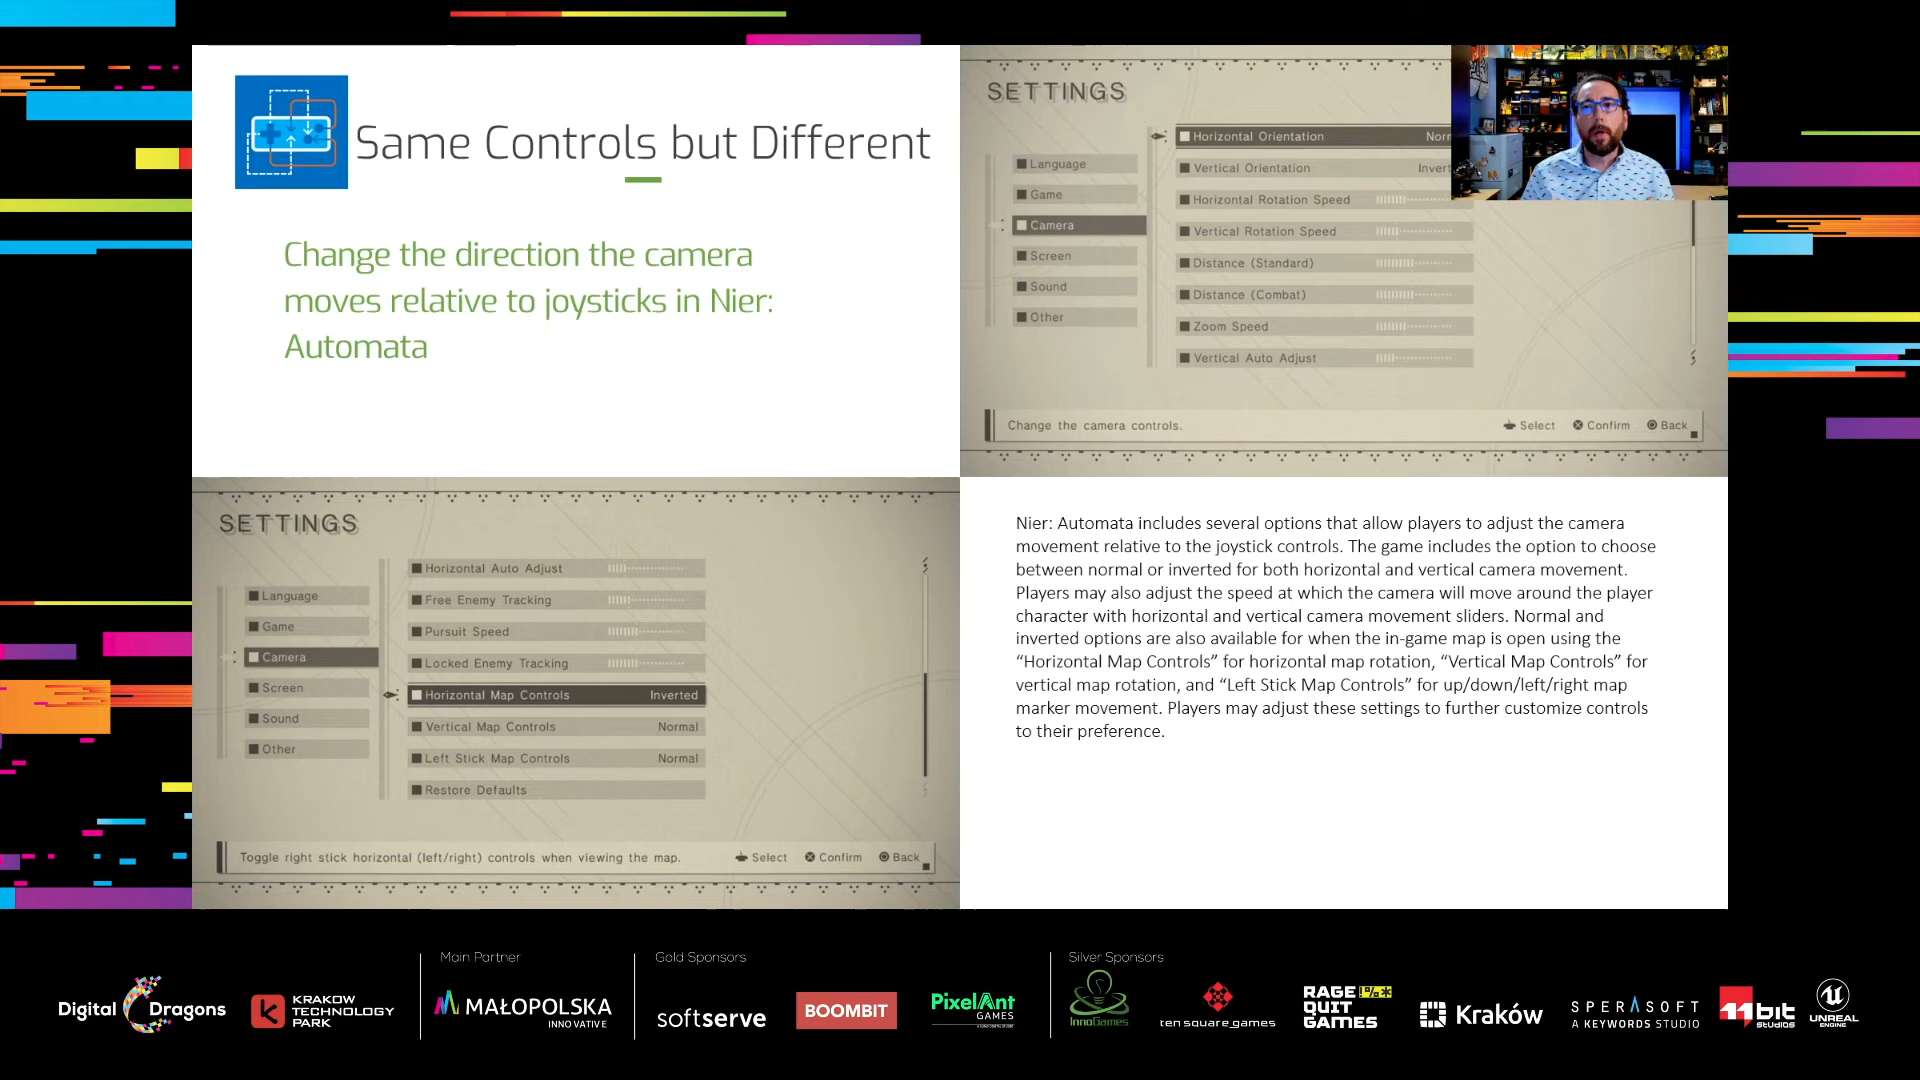 Same Controls but Different
Change the direction the camera
moves relative to joysticks in Nier:
Automata
SETTINGS
Language
Game
Camera
Screen
Sound
Other
Horizontal Orientation
Vertical Orientation
Horizontal Rotation Speed
Vertical Rotation Speed
Distance (Standard)
Distance (Combat)
Zoom Speed
Vertical Auto Adjust
Change the camera controls.
Select Confirm Back
SETTINGS
Language
Game
Camera
Screen
Sound
Other
Horizontal Auto Adjust
Free Enemy Tracking
Pursuit Speed
Locked Enemy Tracking
Horizontal Map Controls Inverted
Vertical Map Controls Normal
Left Stick Map Controls Normal
Restore Defaults
Toggle right stick horizontal (left/right) controls when viewing the map.
Select Confirm Back
Nier: Automata includes several options that allow players to adjust the camera
movement relative to the joystick controls. The game includes the option to choose
between normal or inverted for both horizontal and vertical camera movement.
Players may also adjust the speed at which the camera will move around the player
character with horizontal and vertical camera movement sliders. Normal and
inverted options are also available for when the in-game map is open using the
“Horizontal Map Controls” for horizontal map rotation, “Vertical Map Controls” for
vertical map rotation, and “Left Stick Map Controls” for up/down/left/right map
marker movement. Players may adjust these settings to further customize controls
to their preference.
Digital Dragons
KRAKOW
TECHNOLOGY
PARK
Main Partner
MAŁOPOLSKA
INNOVATIVE
Gold Sponsors
softserve
BOOMBIT
PixelAnt
GAMES
Silver Sponsors
InnoGames
ten square games
RAGE !%*
QUIT
GAMES
Kraków
SPERASOFT
A KEYWORDS STUDIO
11bit
STUDIOS
UNREAL
ENGINE